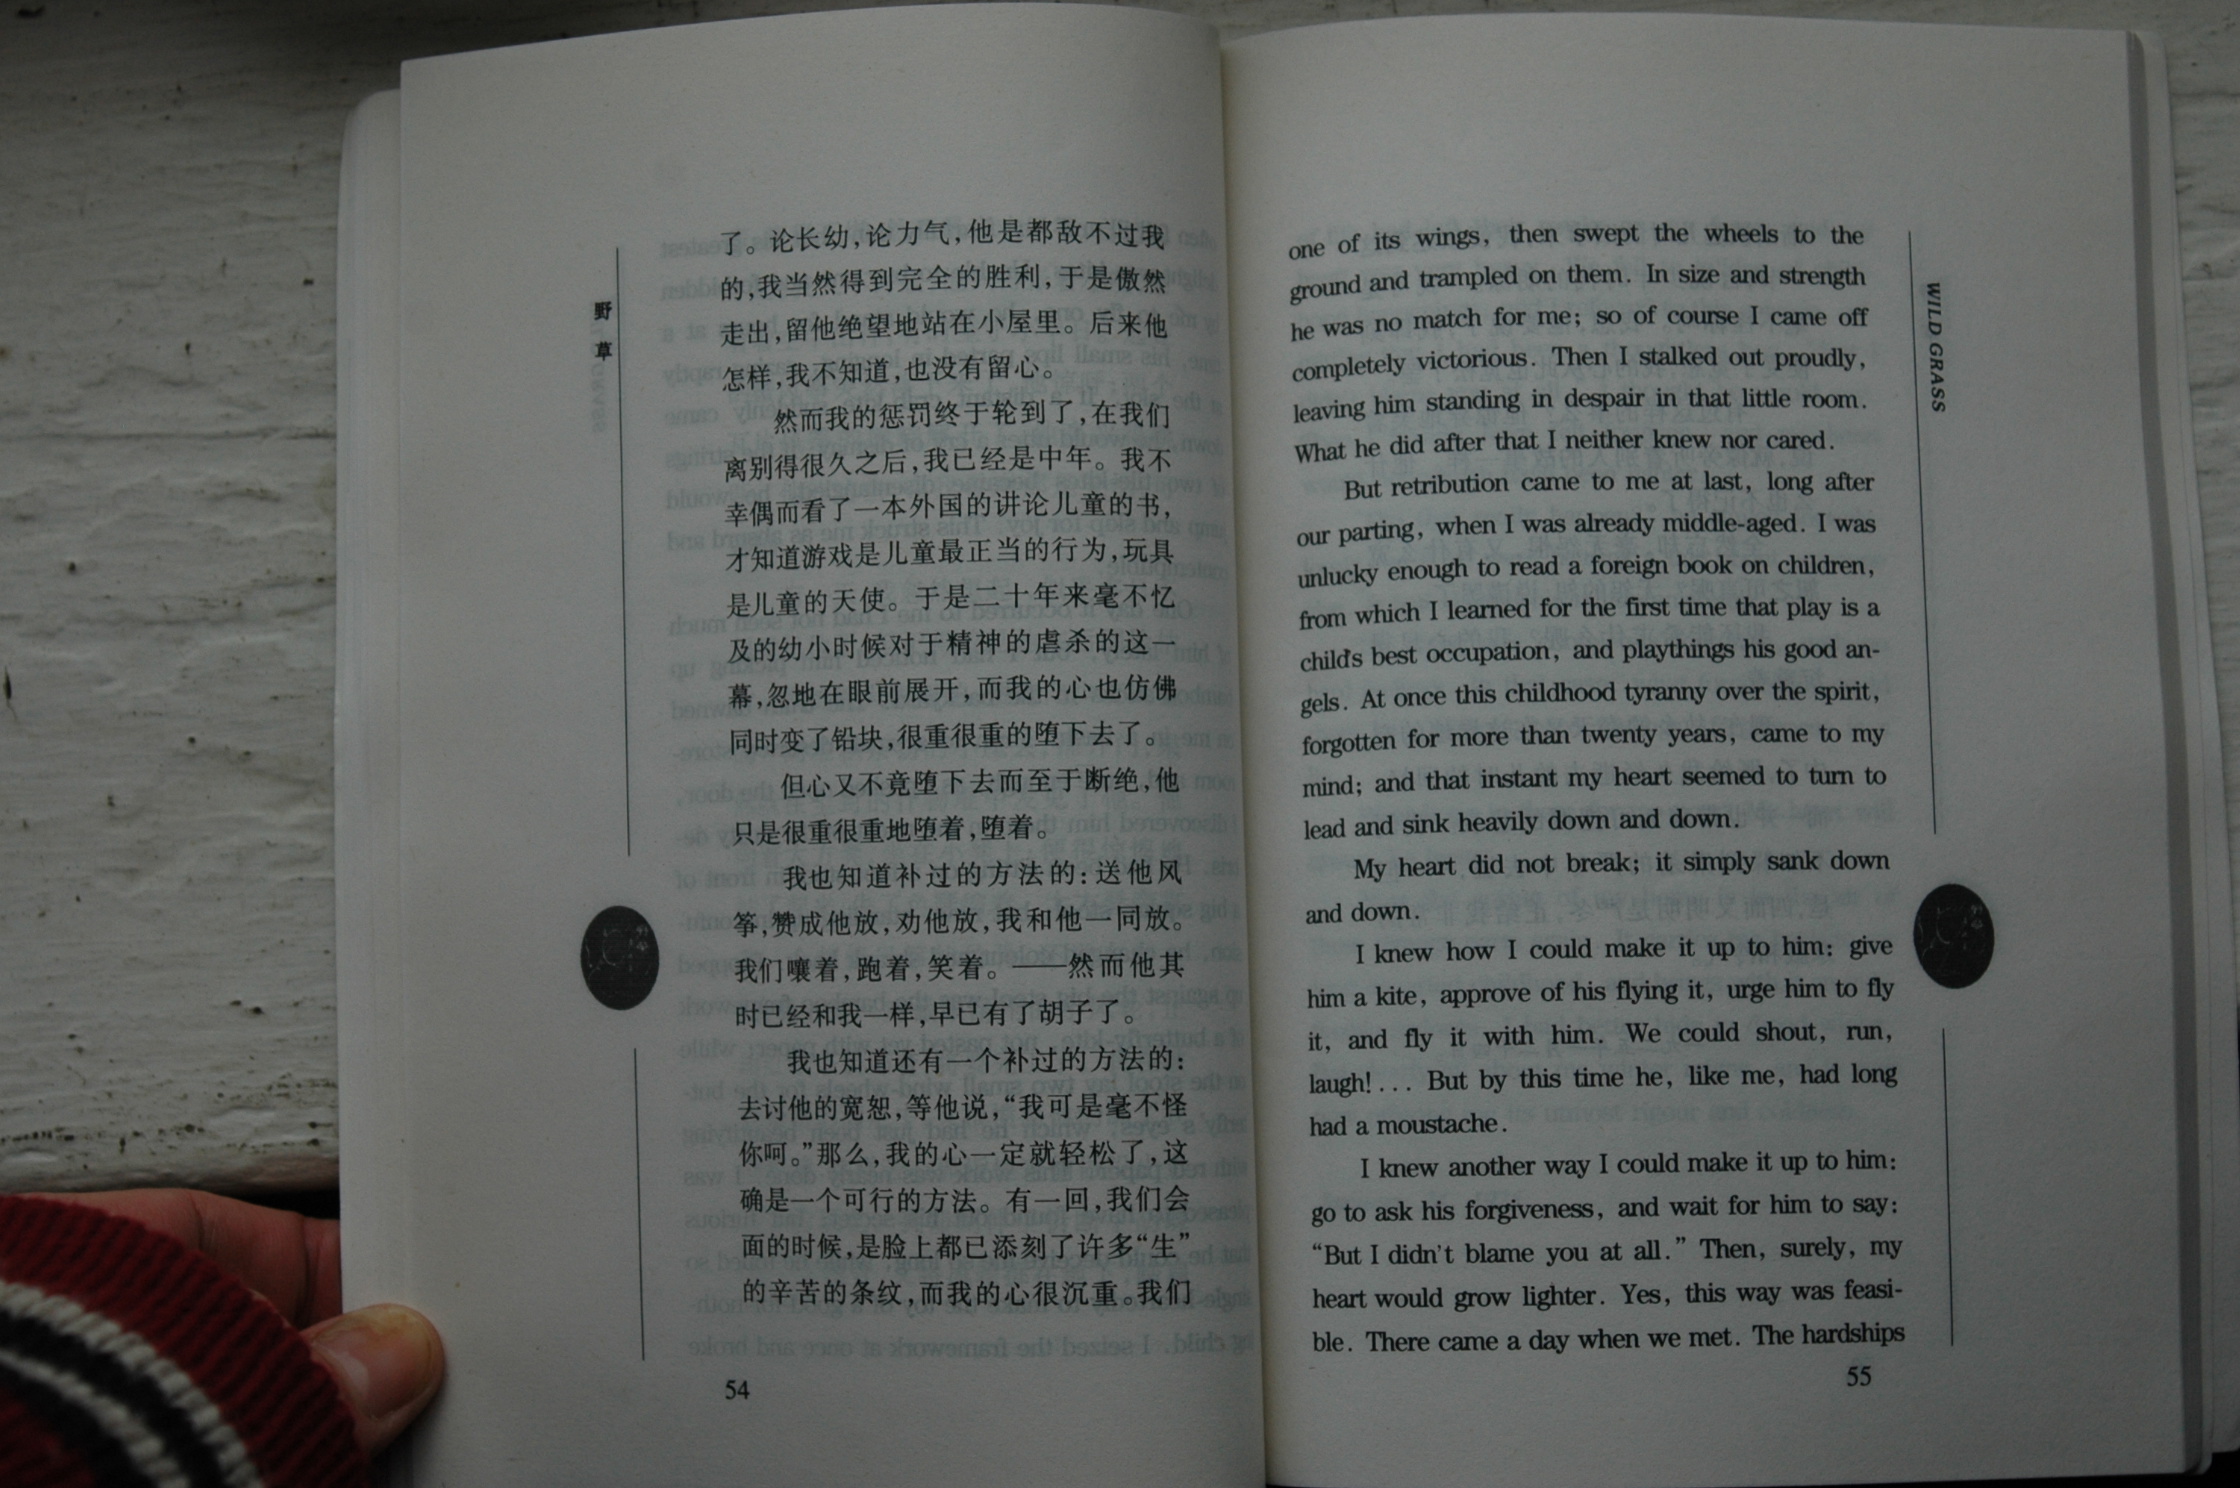 野草
了。论长幼,论力气,他是都敌不过我
的,我当然得到完全的胜利,于是傲然
走出,留他绝望地站在小屋里。后来他
怎样,我不知道,也没有留心。
然而我的惩罚终于轮到了,在我们
离别得很久之后,我已经是中年。我不
幸偶而看了一本外国的讲论儿童的书,
才知道游戏是儿童最正当的行为,玩具
是儿童的天使。于是二十年来毫不忆
及的幼小时候对于精神的虐杀的这一
幕,忽地在眼前展开,而我的心也仿佛
同时变了铅块,很重很重的堕下去了。
但心又不竟堕下去而至于断绝,他
只是很重很重地堕着,堕着。
我也知道补过的方法的:送他风
筝,赞成他放,劝他放,我和他一同放。
我们嚷着,跑着,笑着。——然而他其
时已经和我一样,早已有了胡子了。
我也知道还有一个补过的方法的:
去讨他的宽恕,等他说,“我可是毫不怪
你呵。”那么,我的心一定就轻松了,这
确是一个可行的方法。有一回,我们会
面的时候,是脸上都已添刻了许多“生”
的辛苦的条纹,而我的心很沉重。我们
54
one of its wings, then swept the wheels to the
ground and trampled on them. In size and strength
he was no match for me; so of course I came off
completely victorious. Then I stalked out proudly,
leaving him standing in despair in that little room.
What he did after that I neither knew nor cared.
But retribution came to me at last, long after
our parting, when I was already middle-aged. I was
unlucky enough to read a foreign book on children,
from which I learned for the first time that play is a
child's best occupation, and playthings his good an-
gels. At once this childhood tyranny over the spirit,
forgotten for more than twenty years, came to my
mind; and that instant my heart seemed to turn to
lead and sink heavily down and down.
My heart did not break; it simply sank down
and down.
I knew how I could make it up to him: give
him a kite, approve of his flying it, urge him to fly
it, and fly it with him. We could shout, run,
laugh!... But by this time he, like me, had long
had a moustache.
I knew another way I could make it up to him:
go to ask his forgiveness, and wait for him to say:
“But I didn't blame you at all.” Then, surely, my
heart would grow lighter. Yes, this way was feasi-
ble. There came a day when we met. The hardships
55
WILD GRASS